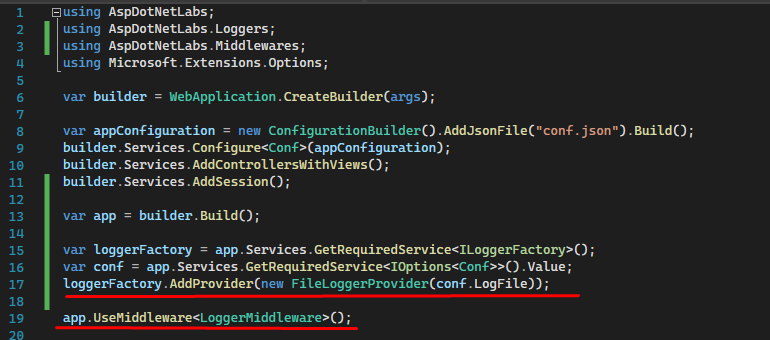 1 using AspDotNetLabs;
2 using AspDotNetLabs.Loggers;
3 using AspDotNetLabs.Middlewares;
4 using Microsoft.Extensions.Options;
5
6 var builder = WebApplication.CreateBuilder(args);
7
8 var appConfiguration = new ConfigurationBuilder().AddJsonFile("conf.json").Build();
9 builder.Services.Configure<Conf>(appConfiguration);
10 builder.Services.AddControllersWithViews();
11 builder.Services.AddSession();
12
13 var app = builder.Build();
14
15 var loggerFactory = app.Services.GetRequiredService<ILoggerFactory>();
16 var conf = app.Services.GetRequiredService<IOptions<Conf>>().Value;
17 loggerFactory.AddProvider(new FileLoggerProvider(conf.LogFile));
18
19 app.UseMiddleware<LoggerMiddleware>();
20